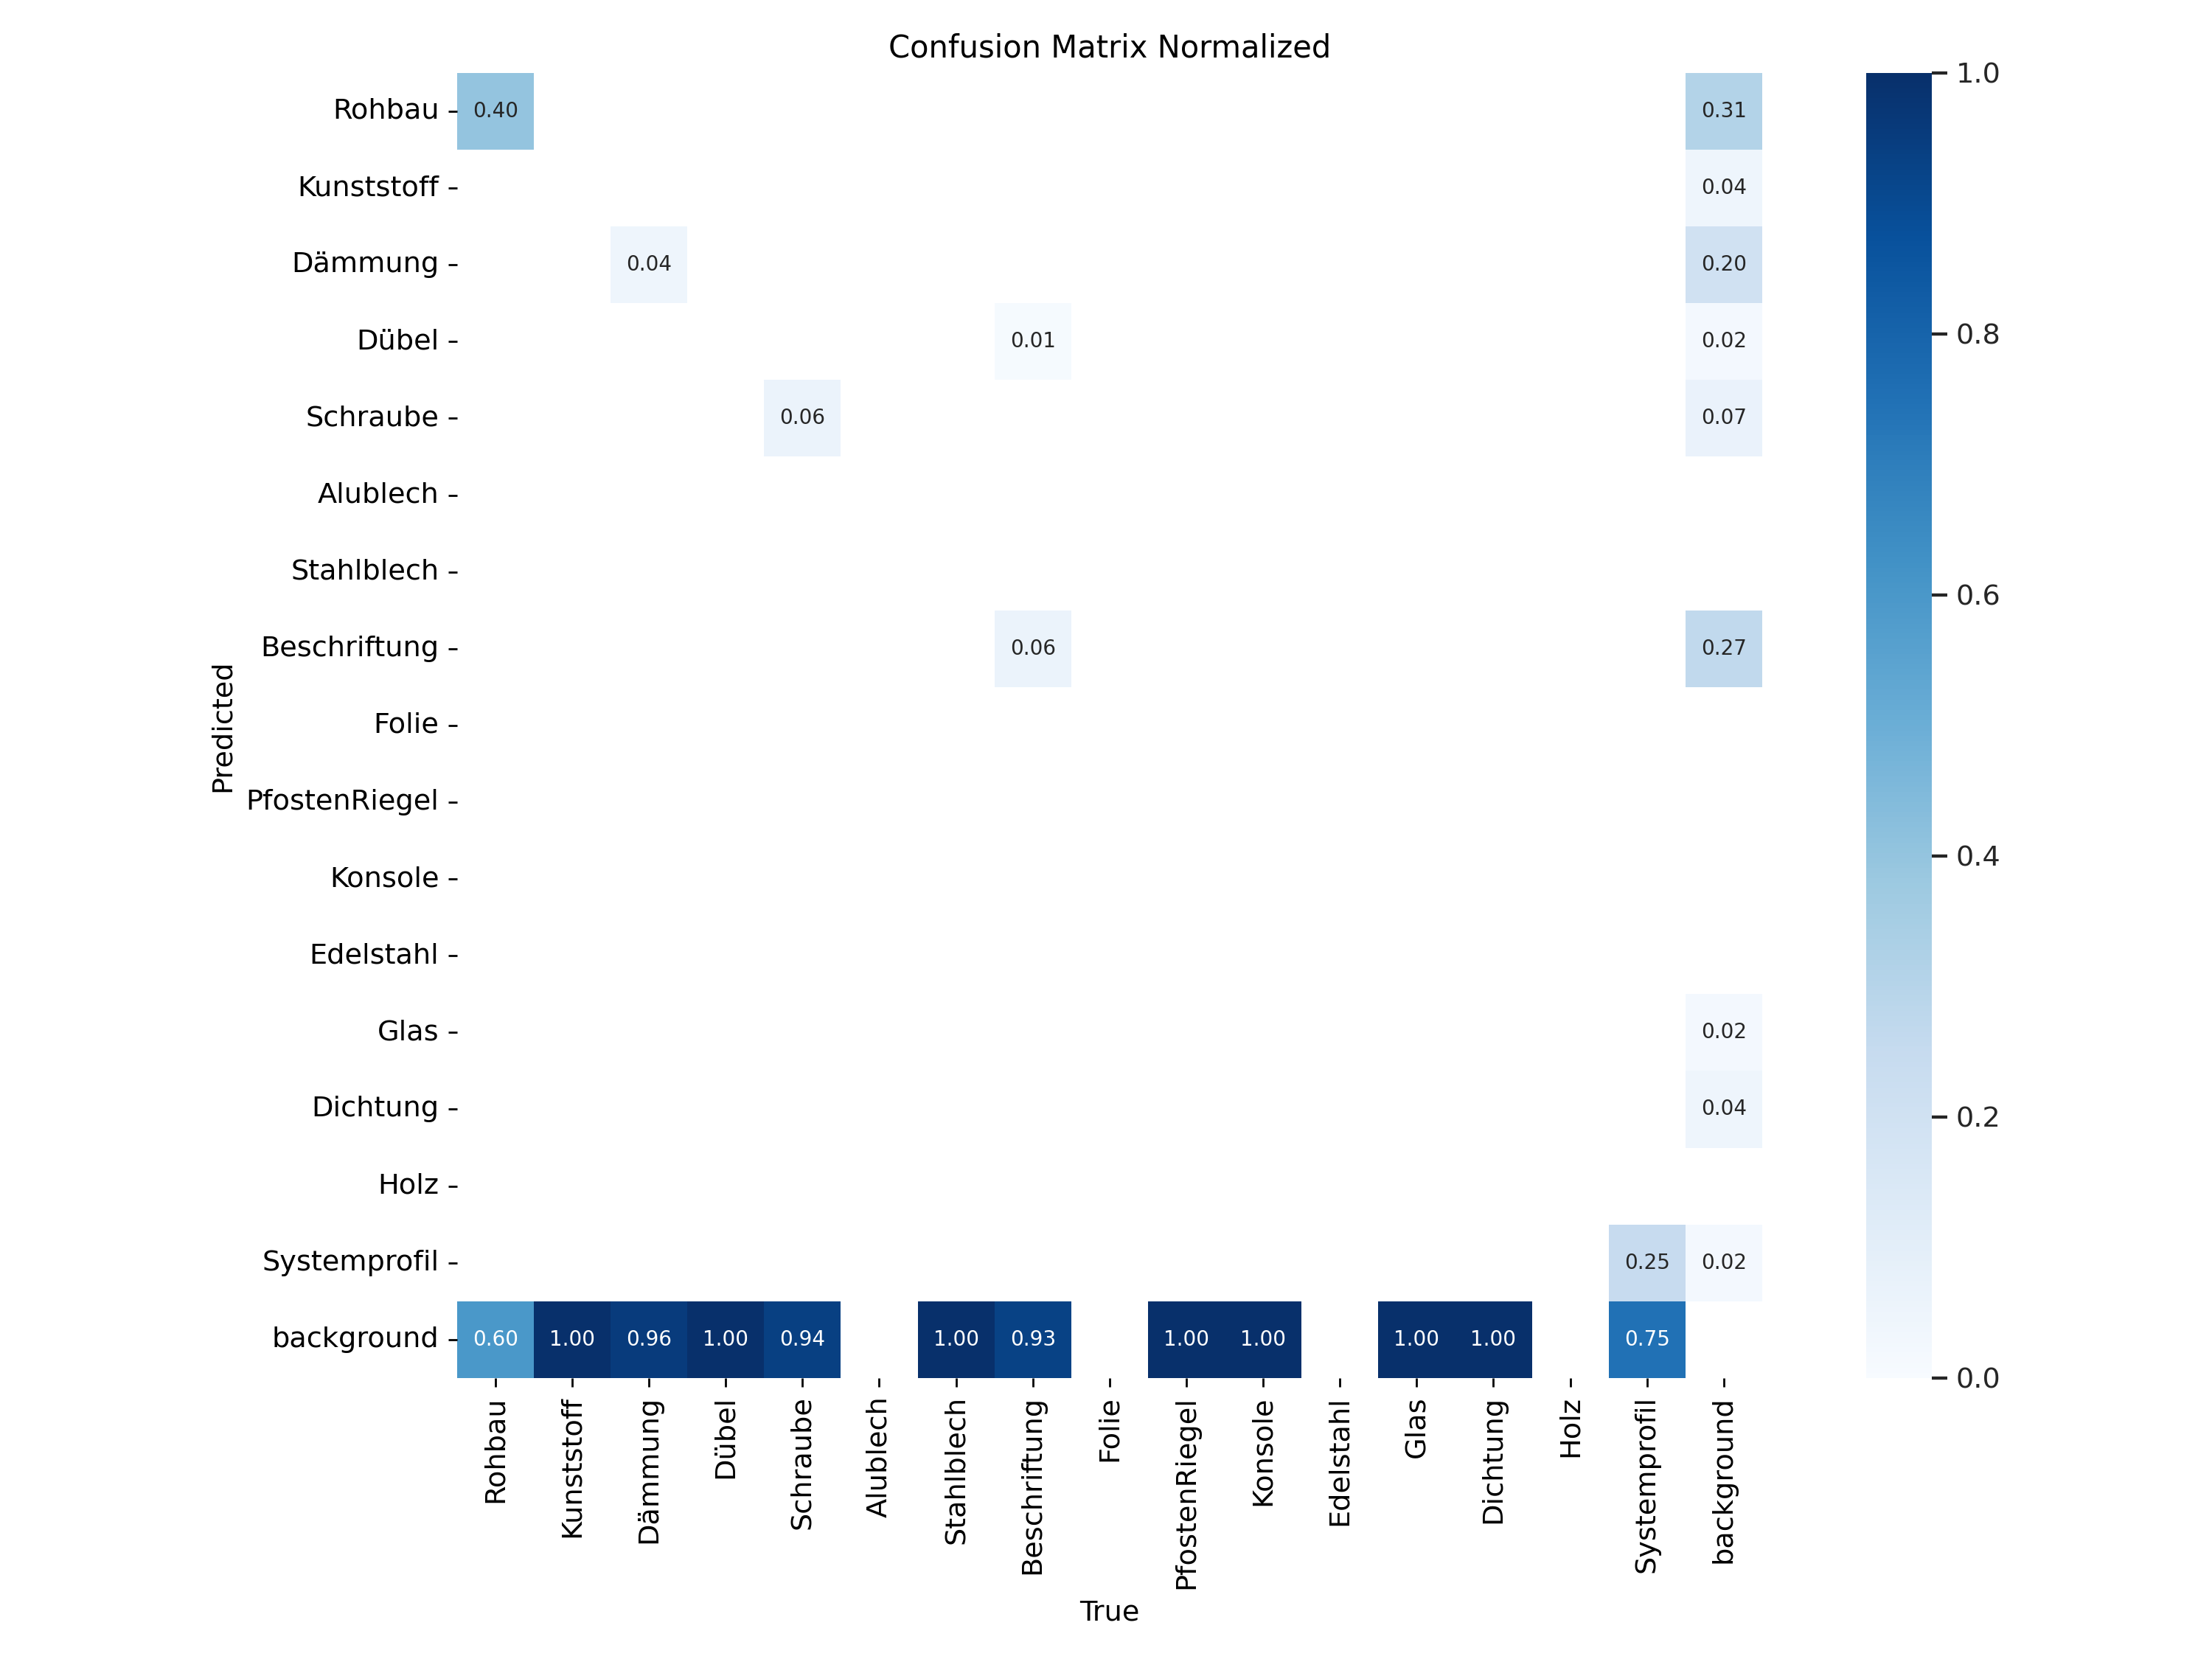 Confusion Matrix Normalized
Rohbau 0.40 0.31
Kunststoff 0.04
Dämmung 0.04 0.20
Dübel 0.01 0.02
Schraube 0.06 0.07
Alublech
Stahlblech
Beschriftung 0.06 0.27
Folie
PfostenRiegel
Konsole
Edelstahl
Glas 0.02
Dichtung 0.04
Holz
Systemprofil 0.25 0.02
background 0.60 1.00 0.96 1.00 0.94 1.00 0.93 1.00 1.00 1.00 1.00 0.75
Predicted
Rohbau
Kunststoff
Dämmung
Dübel
Schraube
Alublech
Stahlblech
Beschriftung
Folie
PfostenRiegel
Konsole
Edelstahl
Glas
Dichtung
Holz
Systemprofil
background
True
1.0
0.8
0.6
0.4
0.2
0.0